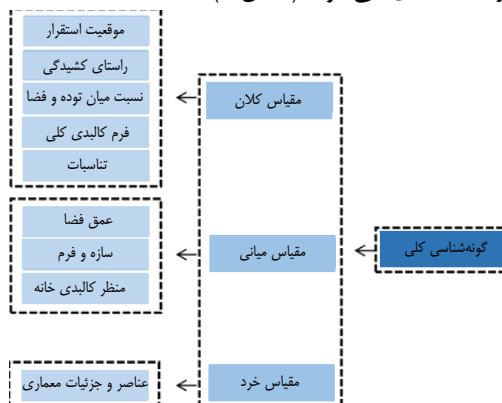 گونه‌شناسی کلی
مقیاس کلان
موقعیت استقرار
راستای کشیدگی
نسبت میان توده و فضا
فرم کالبدی کلی
تناسبات
مقیاس میانی
عمق فضا
سازه و فرم
منظر کالبدی خانه
مقیاس خرد
عناصر و جزئیات معماری